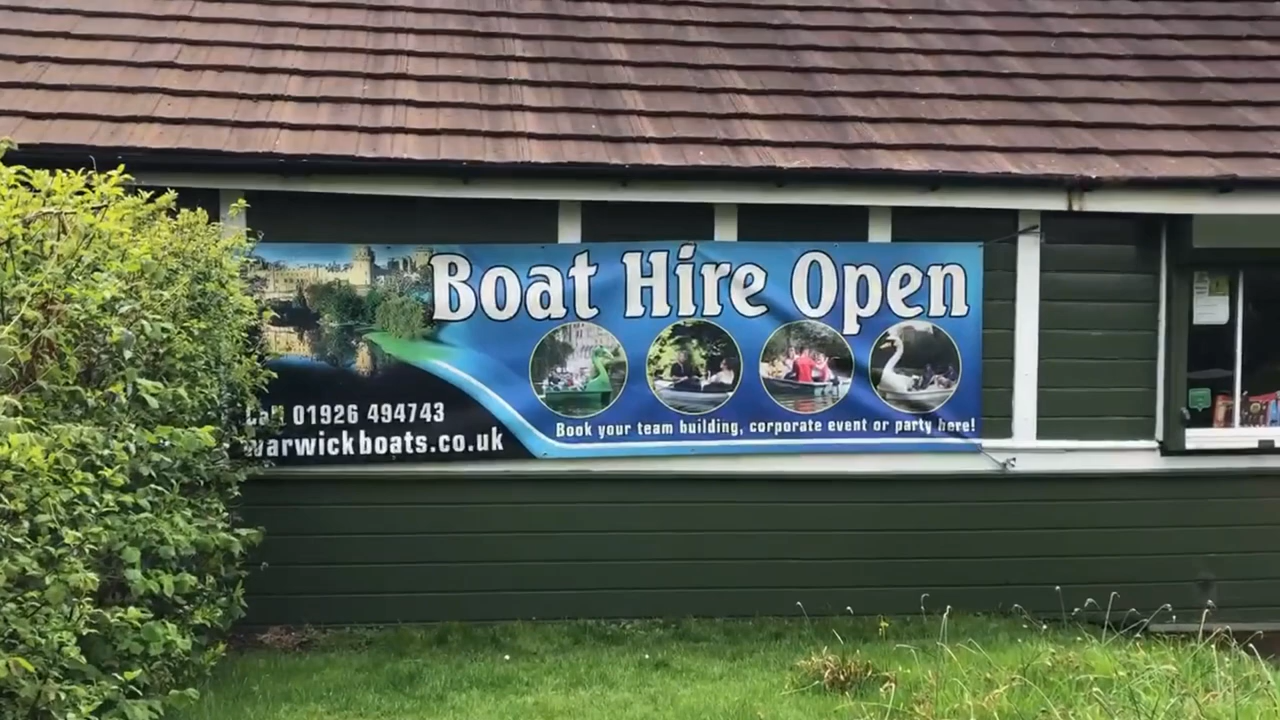 Boat Hire Open
Call 01926 494743
warwickboats.co.uk
Book your team building, corporate event or party here!